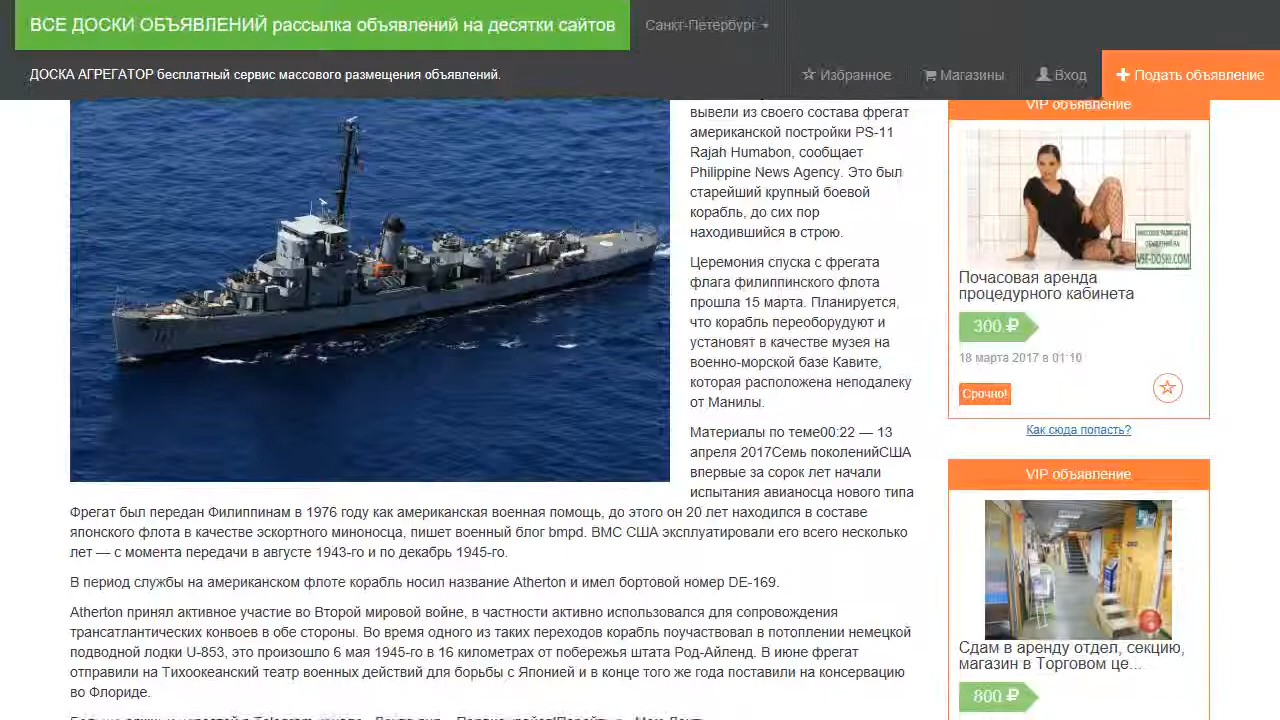 ВСЕ ДОСКИ ОБЪЯВЛЕНИЙ рассылка объявлений на десятки сайтов
Санкт-Петербург
ДОСКА АГРЕГАТОР бесплатный сервис массового размещения объявлений.
Избранное
Магазины
Вход
Подать объявление
вывели из своего состава фрегат
американской постройки PS-11
Rajah Humabon, сообщает
Philippine News Agency. Это был
старейший крупный боевой
корабль, до сих пор
находившийся в строю.
Церемония спуска с фрегата
флага филиппинского флота
прошла 15 марта. Планируется,
что корабль переоборудуют и
установят в качестве музея на
военно-морской базе Кавите,
которая расположена неподалеку
от Манилы.
Материалы по теме00:22 — 13
апреля 2017Семь поколенийСША
впервые за сорок лет начали
испытания авианосца нового типа
Фрегат был передан Филиппинам в 1976 году как американская военная помощь, до этого он 20 лет находился в составе
японского флота в качестве эскортного миноносца, пишет военный блог bmpd. ВМС США эксплуатировали его всего несколько
лет — с момента передачи в августе 1943-го и по декабрь 1945-го.
В период службы на американском флоте корабль носил название Atherton и имел бортовой номер DE-169.
Atherton принял активное участие во Второй мировой войне, в частности активно использовался для сопровождения
трансатлантических конвоев в обе стороны. Во время одного из таких переходов корабль поучаствовал в потоплении немецкой
подводной лодки U-853, это произошло 6 мая 1945-го в 16 километрах от побережья штата Род-Айленд. В июне фрегат
отправили на Тихоокеанский театр военных действий для борьбы с Японией и в конце того же года поставили на консервацию
во Флориде.
VIP объявление
МАССОВОЕ РАЗМЕЩЕНИЕ
ОБЪЯВЛЕНИЙ НА
VSE-DOSKI.COM
Почасовая аренда
процедурного кабинета
300 ₽
18 марта 2017 в 01:10
Срочно!
Как сюда попасть?
VIP объявление
Сдам в аренду отдел, секцию,
магазин в Торговом це...
800 ₽